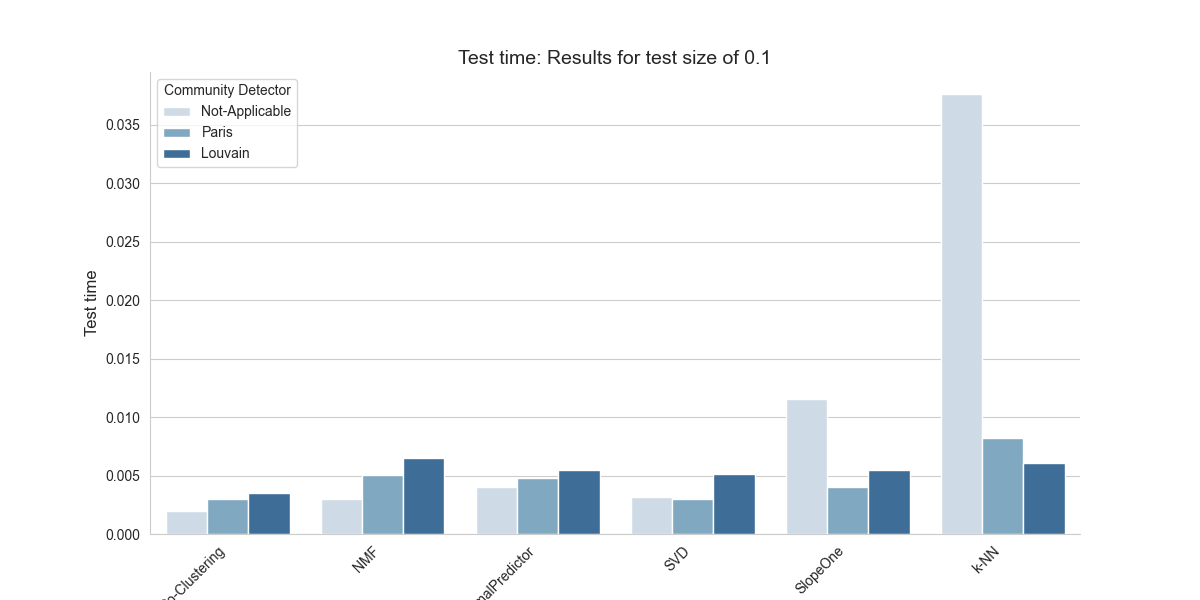 Test time: Results for test size of 0.1
Community Detector
Not-Applicable
Paris
Louvain
Test time
0.035
0.030
0.025
0.020
0.015
0.010
0.005
0.000
NMF
SVD
SlopeOne
k-NN